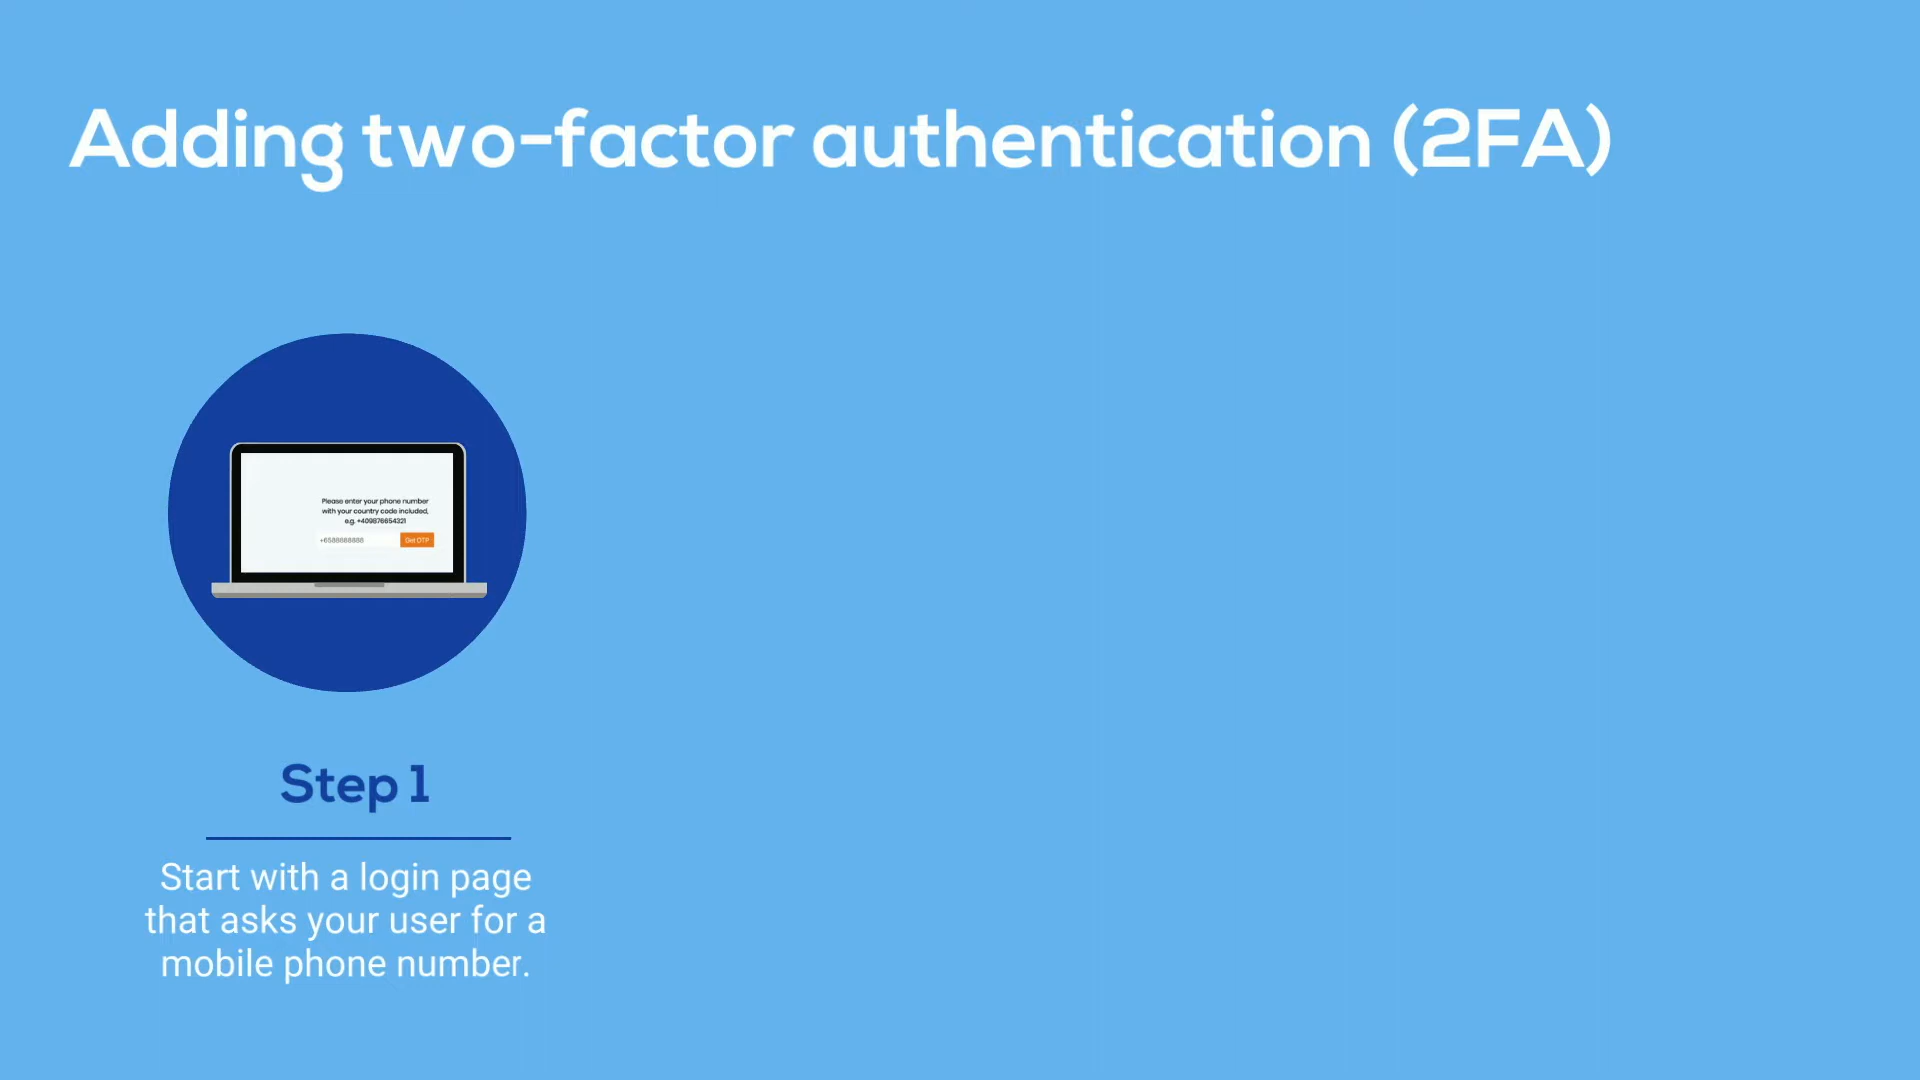 Adding two-factor authentication (2FA)
Please enter your phone number
with your country code included,
e.g. +409876654321
+6588888888
Get OTP
Step 1
Start with a login page
that asks your user for a
mobile phone number.